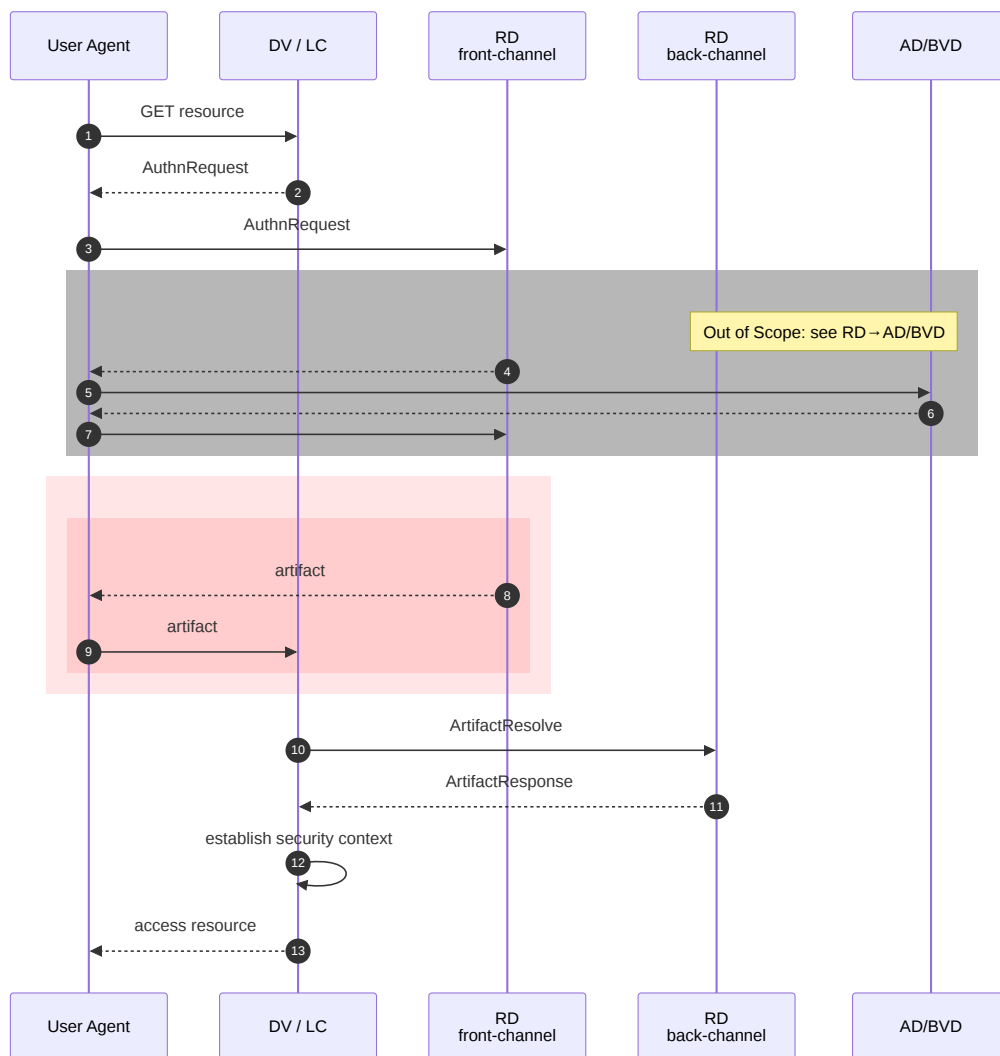 User Agent
DV / LC
RD
front-channel
RD
back-channel
AD/BVD
GET resource
1
AuthnRequest
2
AuthnRequest
3
Out of Scope: see RD→AD/BVD
4
5
6
7
artifact
8
artifact
9
ArtifactResolve
10
ArtifactResponse
11
establish security context
12
access resource
13
User Agent
DV / LC
RD
front-channel
RD
back-channel
AD/BVD